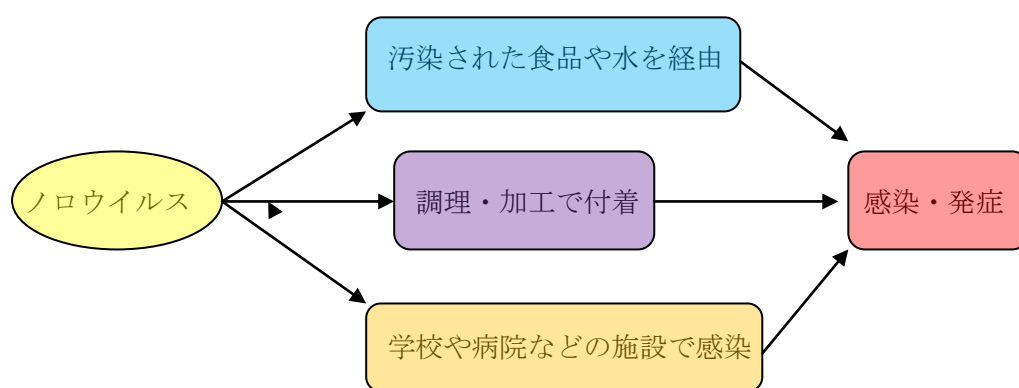 汚染された食品や水を経由
ノロウイルス
調理・加工で付着
感染・発症
学校や病院などの施設で感染